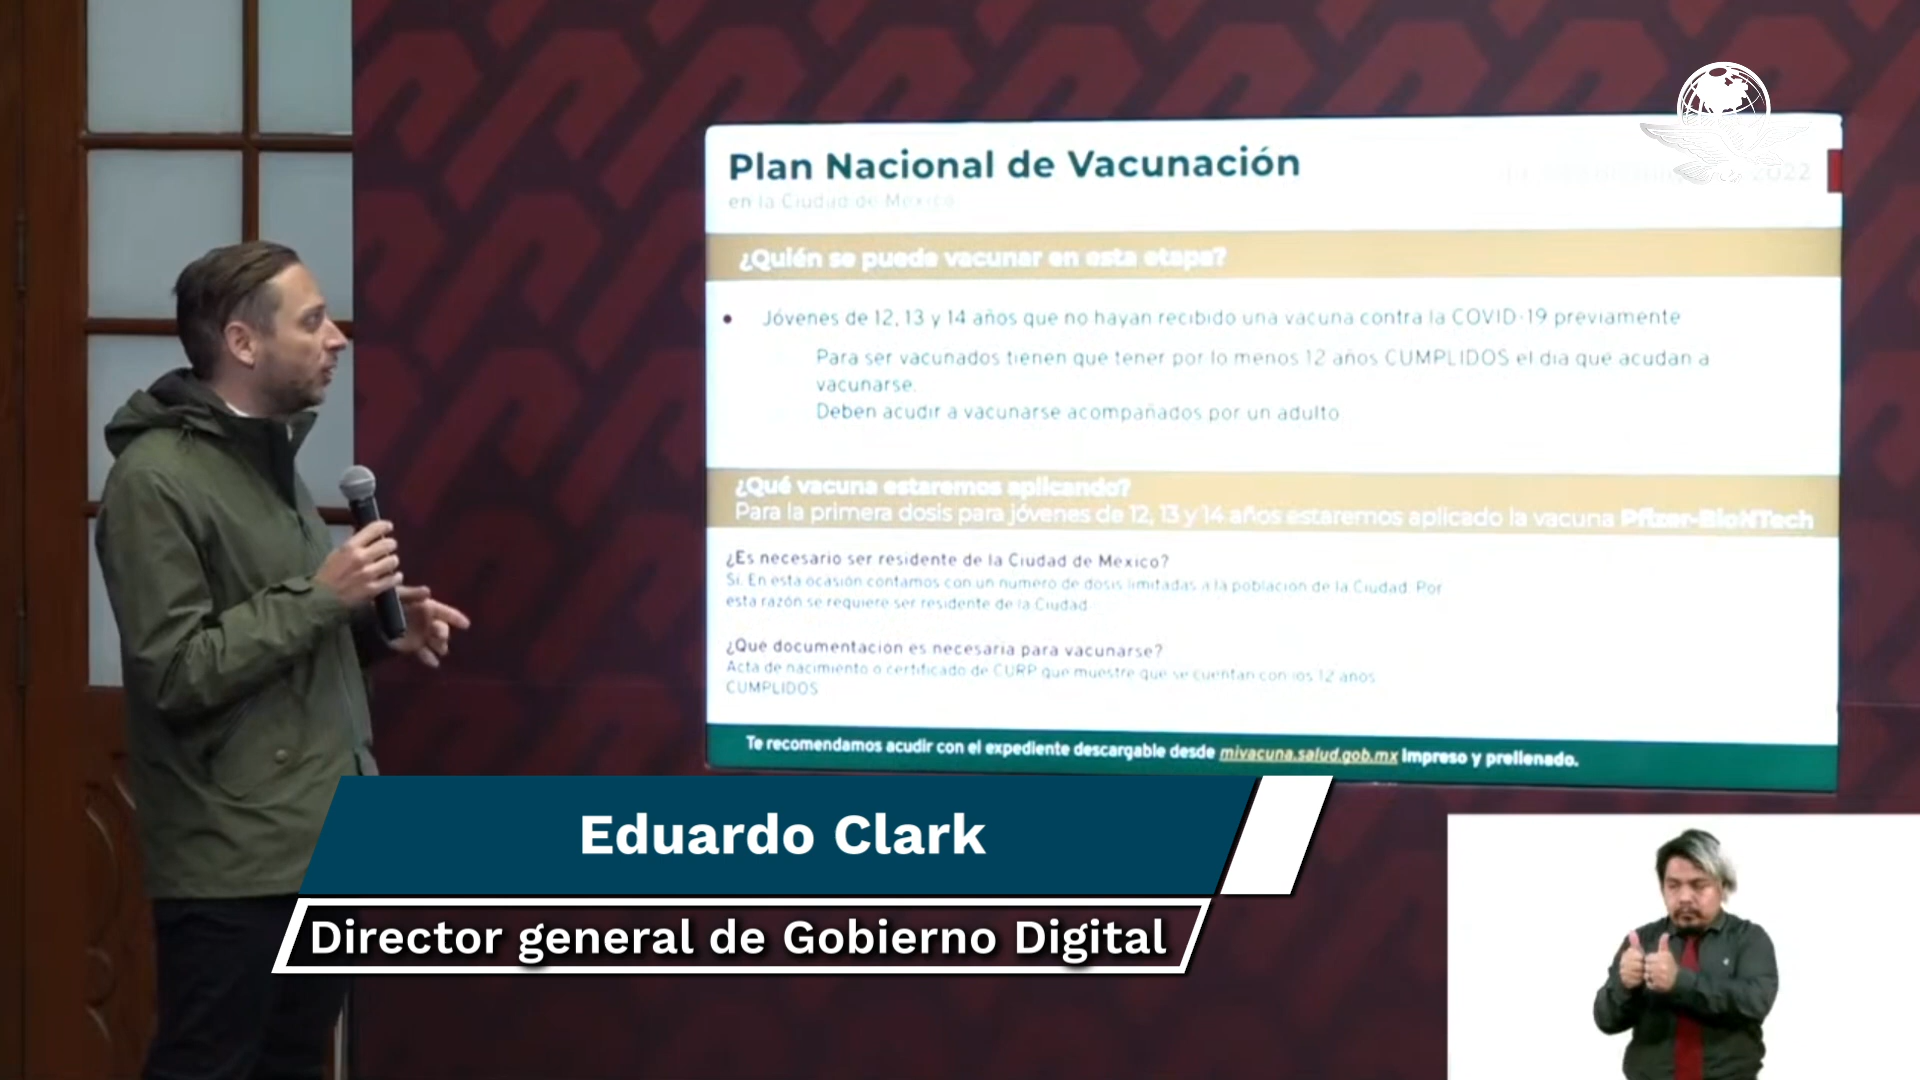 Plan Nacional de Vacunación
en la Ciudad de México
2022
¿Quién se puede vacunar en esta etapa?
Jóvenes de 12, 13 y 14 años que no hayan recibido una vacuna contra la COVID-19 previamente
Para ser vacunados tienen que tener por lo menos 12 años CUMPLIDOS el día que acudan a
vacunarse.
Deben acudir a vacunarse acompañados por un adulto
¿Qué vacuna estaremos aplicando?
Para la primera dosis para jóvenes de 12, 13 y 14 años estaremos aplicado la vacuna Pfizer-BioNTech
¿Es necesario ser residente de la Ciudad de México?
Sí. En esta ocasión contamos con un número de dosis limitadas a la población de la Ciudad. Por
esta razón se requiere ser residente de la Ciudad
¿Qué documentación es necesaria para vacunarse?
Acta de nacimiento o certificado de CURP que muestre que se cuentan con los 12 años
CUMPLIDOS
Te recomendamos acudir con el expediente descargable desde mivacuna.salud.gob.mx impreso y prellenado.
Eduardo Clark
Director general de Gobierno Digital